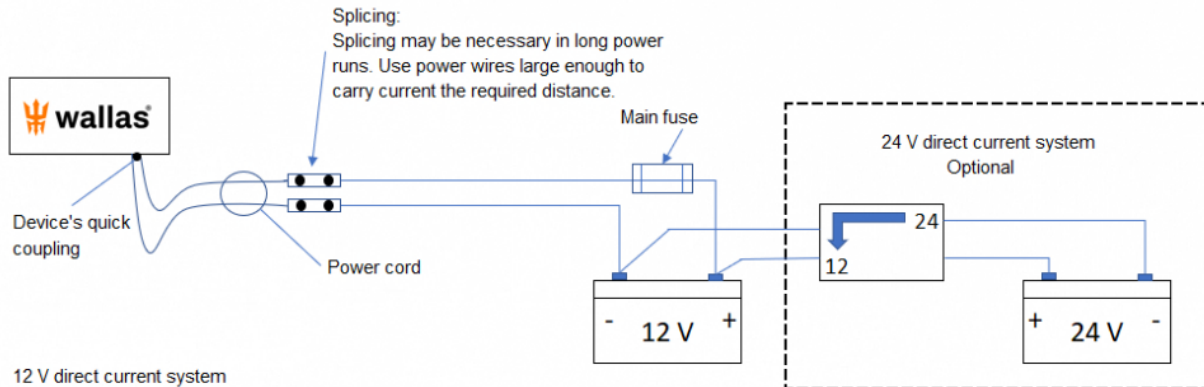 Splicing:
Splicing may be necessary in long power
runs. Use power wires large enough to
carry current the required distance.
wallas®
Main fuse
24 V direct current system
Optional
Device's quick
coupling
Power cord
24
12
- 12 V +
+ 24 V -
12 V direct current system